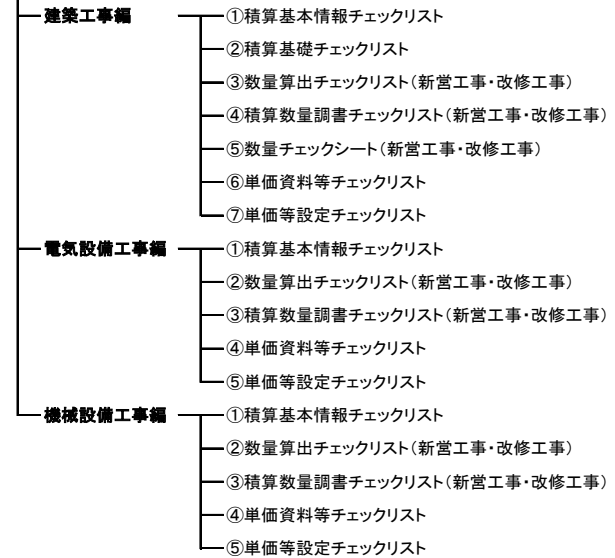 建築工事編 ①積算基本情報チェックリスト
②積算基礎チェックリスト
③数量算出チェックリスト(新営工事・改修工事)
④積算数量調書チェックリスト(新営工事・改修工事)
⑤数量チェックシート(新営工事・改修工事)
⑥単価資料等チェックリスト
⑦単価等設定チェックリスト
電気設備工事編 ①積算基本情報チェックリスト
②数量算出チェックリスト(新営工事・改修工事)
③積算数量調書チェックリスト(新営工事・改修工事)
④単価資料等チェックリスト
⑤単価等設定チェックリスト
機械設備工事編 ①積算基本情報チェックリスト
②数量算出チェックリスト(新営工事・改修工事)
③積算数量調書チェックリスト(新営工事・改修工事)
④単価資料等チェックリスト
⑤単価等設定チェックリスト